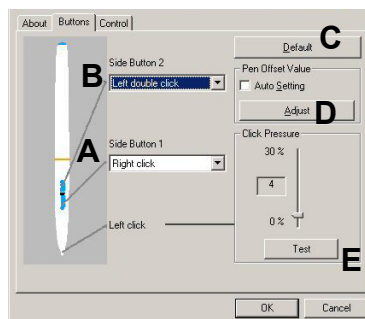 About Buttons Control
C
Default
B
Side Button 2
Left double click
Pen Offset Value
Auto Setting
Adjust
D
A
Side Button 1
Right click
Click Pressure
30 %
4
0 %
Left click
Test
E
OK Cancel